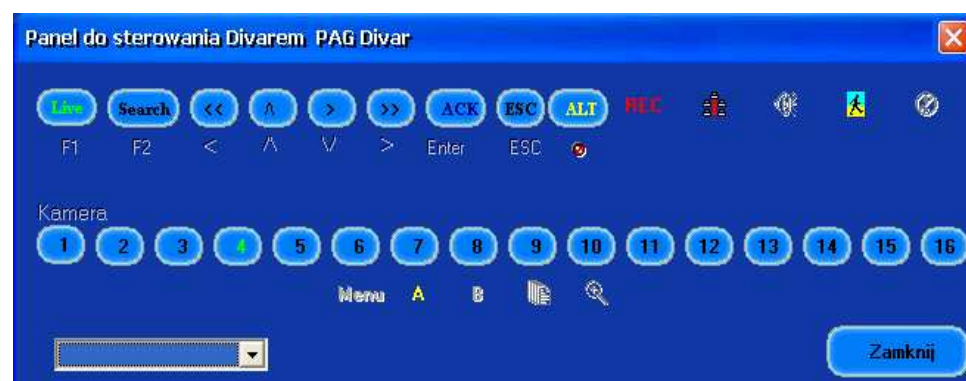 Panel do sterowania Divarem PAG Divar
Live Search << ^ > >> ACK ESC ALT REC
F1 F2 < /\ \/ > Enter ESC
Kamera
1 2 3 4 5 6 7 8 9 10 11 12 13 14 15 16
Menu A B
Zamknij